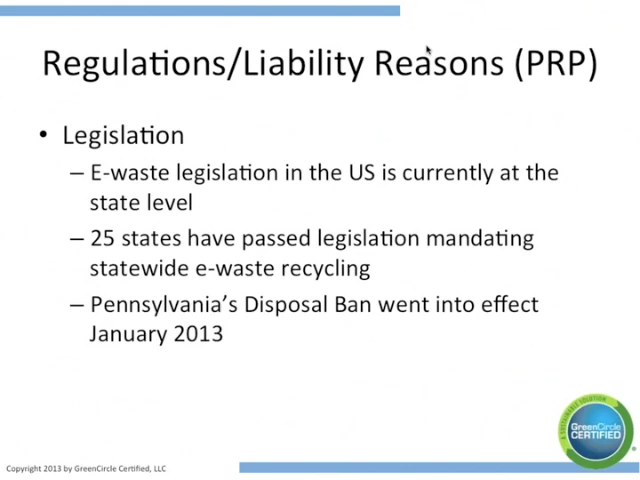 Regulations/Liability Reasons (PRP)
• Legislation
– E-waste legislation in the US is currently at the
state level
– 25 states have passed legislation mandating
statewide e-waste recycling
– Pennsylvania's Disposal Ban went into effect
January 2013
A SUSTAINABLE SOLUTION
GreenCircle
CERTIFIED
®
Copyright 2013 by GreenCircle Certified, LLC